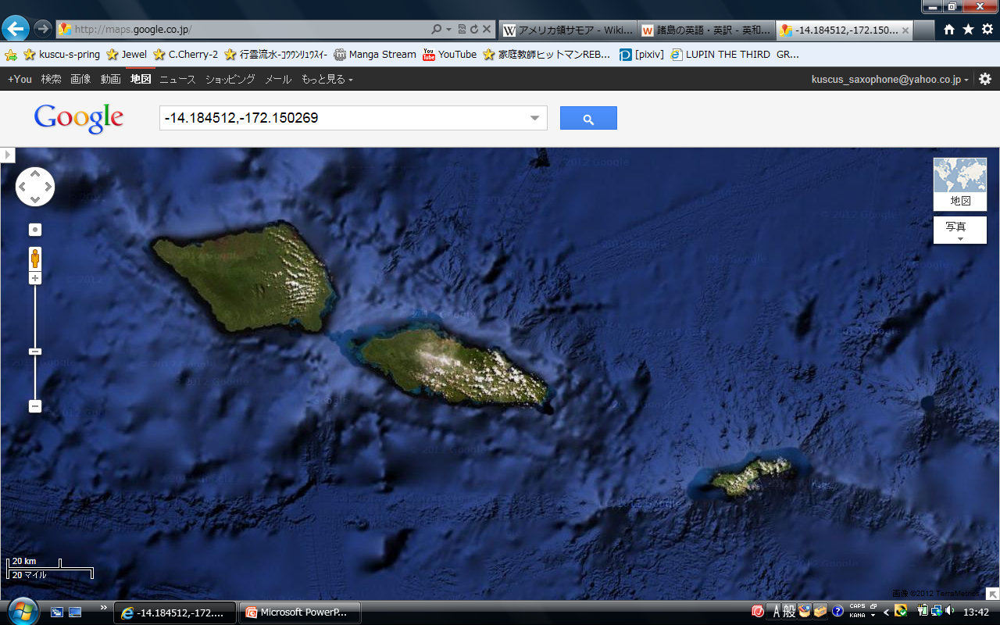 http://maps.google.co.jp/
アメリカ領サモア - Wiki...
諸島の英語・英訳 - 英和...
-14.184512,-172.150...
kuscu-s-spring
Jewel
C.Cherry-2
行雲流水-ｺｳｳﾝﾘｭｳｽｲ-
Manga Stream
YouTube
家庭教師ヒットマンREB...
[pixiv]
LUPIN THE THIRD GR...
+You 検索 画像 動画 地図 ニュース ショッピング メール もっと見る
kuscus_saxophone@yahoo.co.jp
Google
-14.184512,-172.150269
地図
写真
20 km
20 マイル
画像 ©2012 TerraMetrics
-14.184512,-172....
Microsoft PowerP...
A 般
CAPS
KANA
13:42